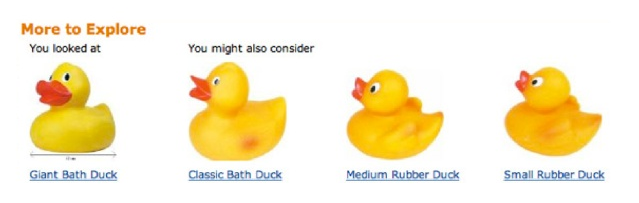 More to Explore
You looked at
You might also consider
Giant Bath Duck
Classic Bath Duck
Medium Rubber Duck
Small Rubber Duck